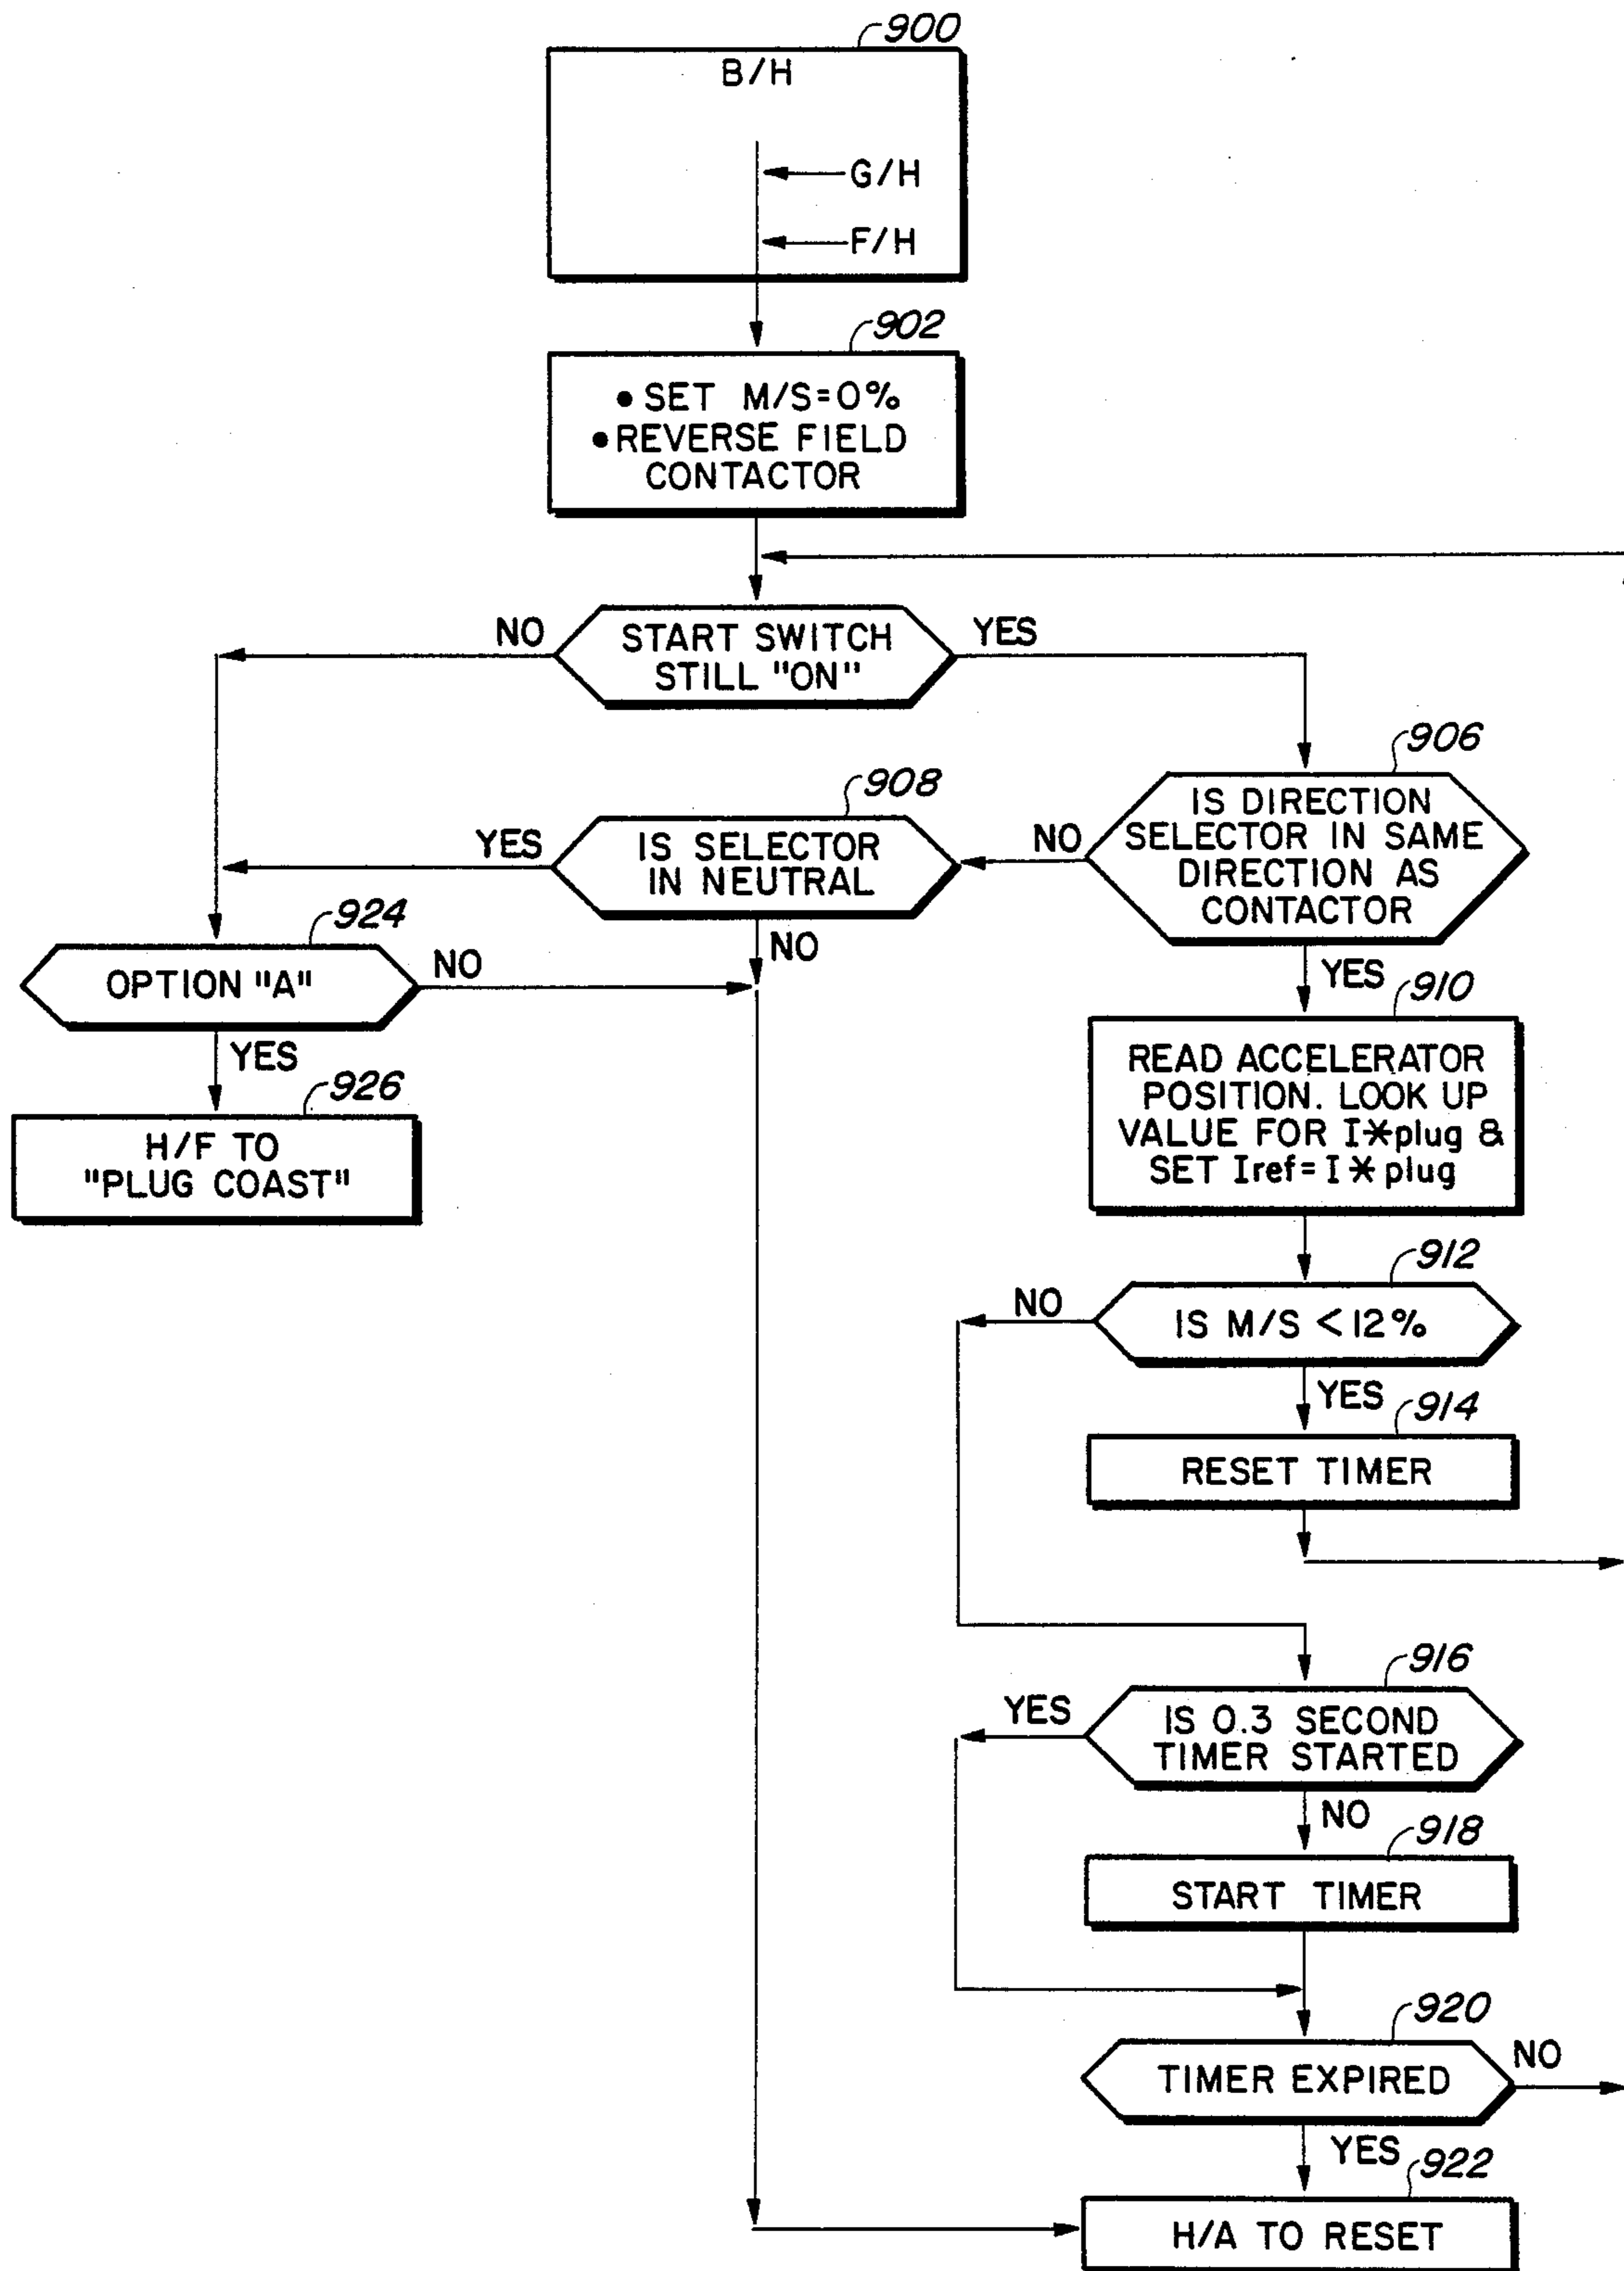 900
B/H
G/H
F/H
902
• SET M/S=0%
• REVERSE FIELD
CONTACTOR
NO
START SWITCH
STILL "ON"
YES
906
IS DIRECTION
SELECTOR IN SAME
DIRECTION AS
CONTACTOR
NO
YES
908
IS SELECTOR
IN NEUTRAL
YES
NO
924
OPTION "A"
NO
YES
926
H/F TO
"PLUG COAST"
910
READ ACCELERATOR
POSITION. LOOK UP
VALUE FOR I*plug &
SET Iref=I*plug
912
IS M/S <12%
NO
YES
914
RESET TIMER
916
IS 0.3 SECOND
TIMER STARTED
YES
NO
918
START TIMER
920
TIMER EXPIRED
NO
YES
922
H/A TO RESET